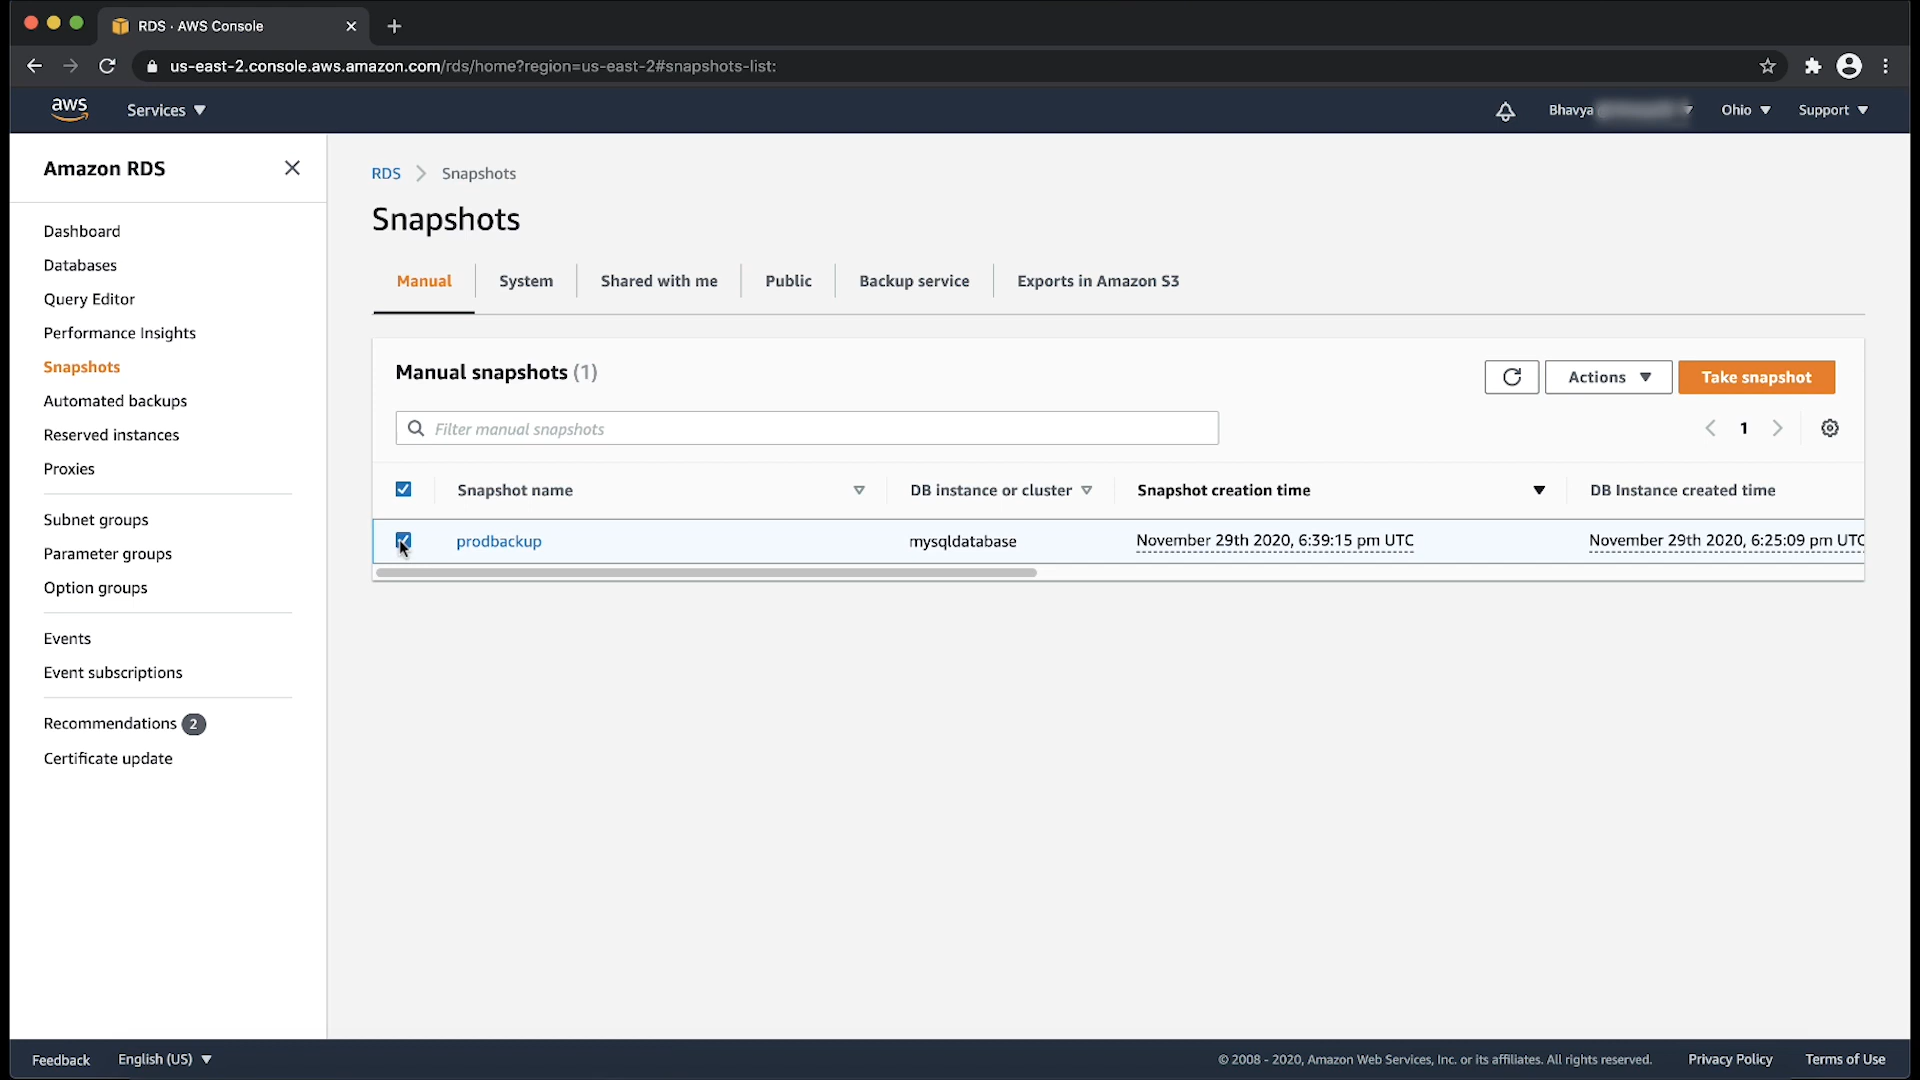 RDS · AWS Console
us-east-2.console.aws.amazon.com/rds/home?region=us-east-2#snapshots-list:
aws Services Bhavya Ohio Support
Amazon RDS
Dashboard
Databases
Query Editor
Performance Insights
Snapshots
Automated backups
Reserved instances
Proxies
Subnet groups
Parameter groups
Option groups
Events
Event subscriptions
Recommendations 2
Certificate update
RDS Snapshots
Snapshots
Manual System Shared with me Public Backup service Exports in Amazon S3
Manual snapshots (1)
Actions Take snapshot
Filter manual snapshots 1
Snapshot name DB instance or cluster Snapshot creation time DB Instance created time
prodbackup mysqldatabase November 29th 2020, 6:39:15 pm UTC November 29th 2020, 6:25:09 pm UTC
Feedback English (US) © 2008 - 2020, Amazon Web Services, Inc. or its affiliates. All rights reserved. Privacy Policy Terms of Use